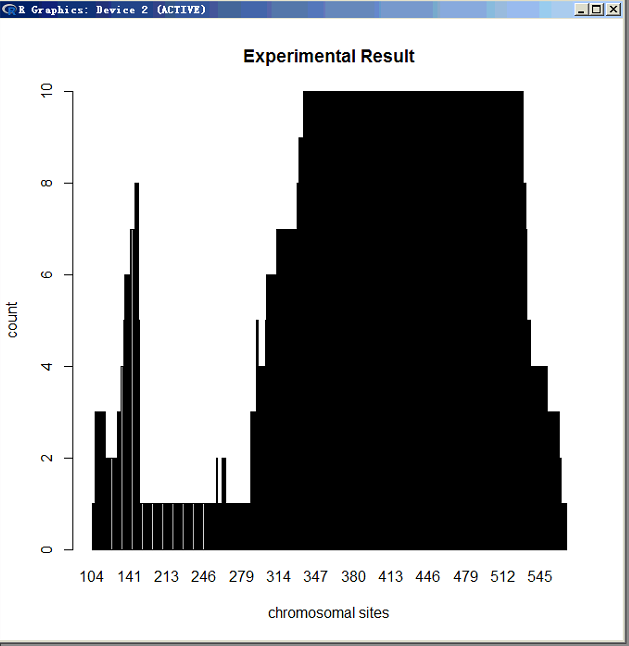 R Graphics: Device 2 (ACTIVE)
Experimental Result
10
8
6
4
2
0
count
104 141 213 246 279 314 347 380 413 446 479 512 545
chromosomal sites